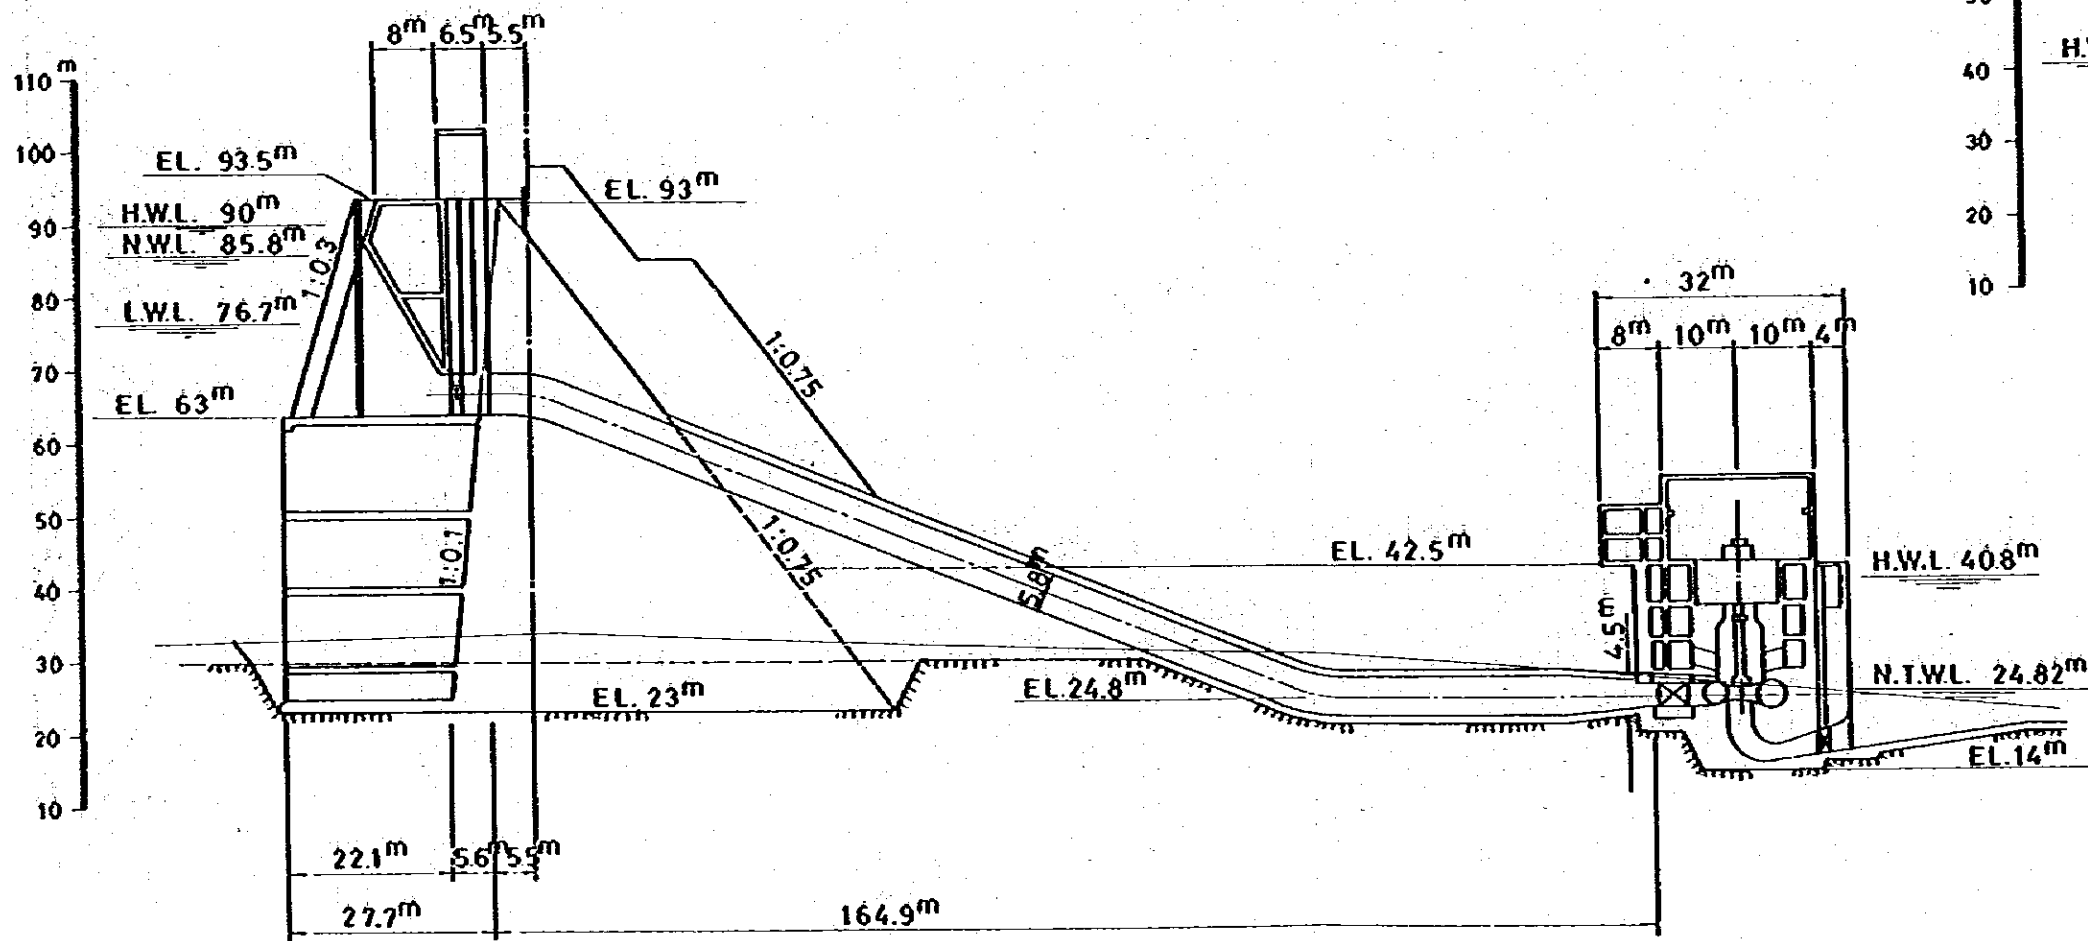 8m 6.5m 5.5m
110 m
100
90
80
70
60
50
40
30
20
10
EL. 93.5m
H.W.L. 90m
N.W.L. 85.8m
L.W.L. 76.7m
EL. 63m
1:0.3
EL. 93m
1:0.75
1:0.75
1:0.1
5.8m
EL. 42.5m
EL. 23m
EL. 24.8m
32m
8m 10m 10m 4m
4.5m
H.W.L. 40.8m
N.T.W.L. 24.82m
EL. 14m
22.1m 5.6m 5.5m
27.7m 164.9m
40
30
20
10